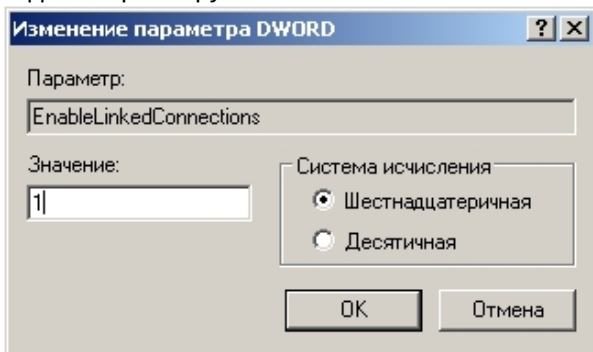 Изменение параметра DWORD
Параметр:
EnableLinkedConnections
Значение:
1
Система исчисления
Шестнадцатеричная
Десятичная
OK
Отмена